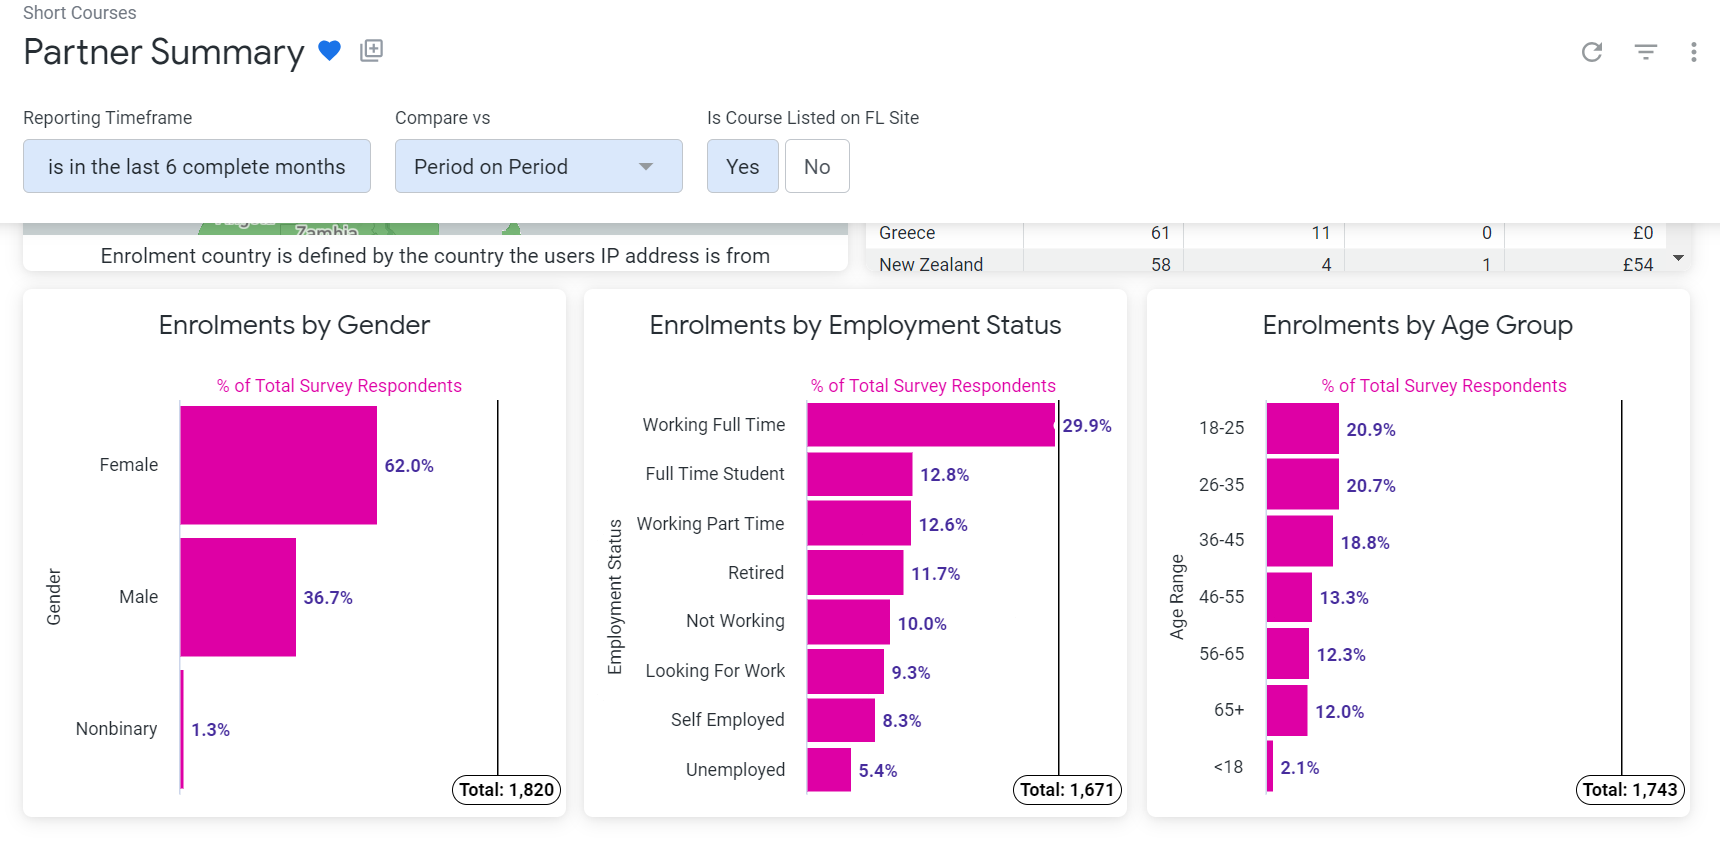 Short Courses
Partner Summary
Reporting Timeframe
Compare vs
Is Course Listed on FL Site
is in the last 6 complete months
Period on Period
Yes
No
Zambia
Enrolment country is defined by the country the users IP address is from
Greece 61 11 0 £0
New Zealand 58 4 1 £54
Enrolments by Gender
% of Total Survey Respondents
Gender
Female 62.0%
Male 36.7%
Nonbinary 1.3%
Total: 1,820
Enrolments by Employment Status
% of Total Survey Respondents
Employment Status
Working Full Time 29.9%
Full Time Student 12.8%
Working Part Time 12.6%
Retired 11.7%
Not Working 10.0%
Looking For Work 9.3%
Self Employed 8.3%
Unemployed 5.4%
Total: 1,671
Enrolments by Age Group
% of Total Survey Respondents
Age Range
18-25 20.9%
26-35 20.7%
36-45 18.8%
46-55 13.3%
56-65 12.3%
65+ 12.0%
<18 2.1%
Total: 1,743